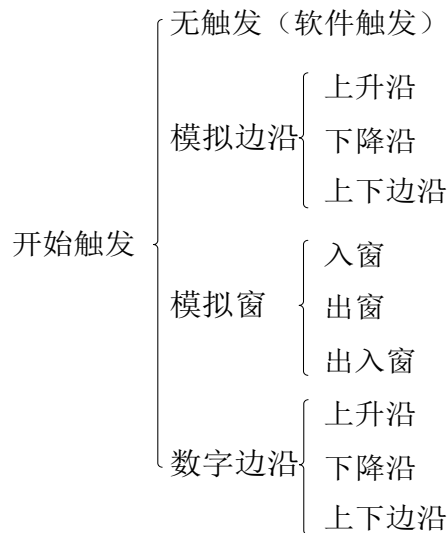 无触发（软件触发）
上升沿
模拟边沿
下降沿
上下边沿
开始触发
入窗
模拟窗
出窗
出入窗
上升沿
数字边沿
下降沿
上下边沿